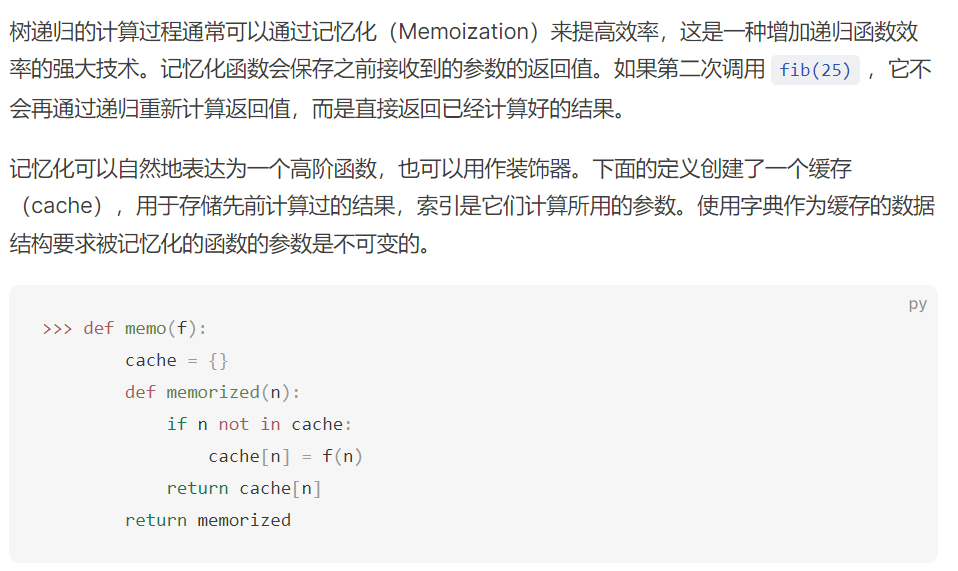 树递归的计算过程通常可以通过记忆化（Memoization）来提高效率，这是一种增加递归函数效
率的强大技术。记忆化函数会保存之前接收到的参数的返回值。如果第二次调用 fib(25) ，它不
会再通过递归重新计算返回值，而是直接返回已经计算好的结果。
记忆化可以自然地表达为一个高阶函数，也可以用作装饰器。下面的定义创建了一个缓存
（cache），用于存储先前计算过的结果，索引是它们计算所用的参数。使用字典作为缓存的数据
结构要求被记忆化的函数的参数是不可变的。
py
>>> def memo(f):
        cache = {}
        def memorized(n):
            if n not in cache:
                cache[n] = f(n)
            return cache[n]
        return memorized